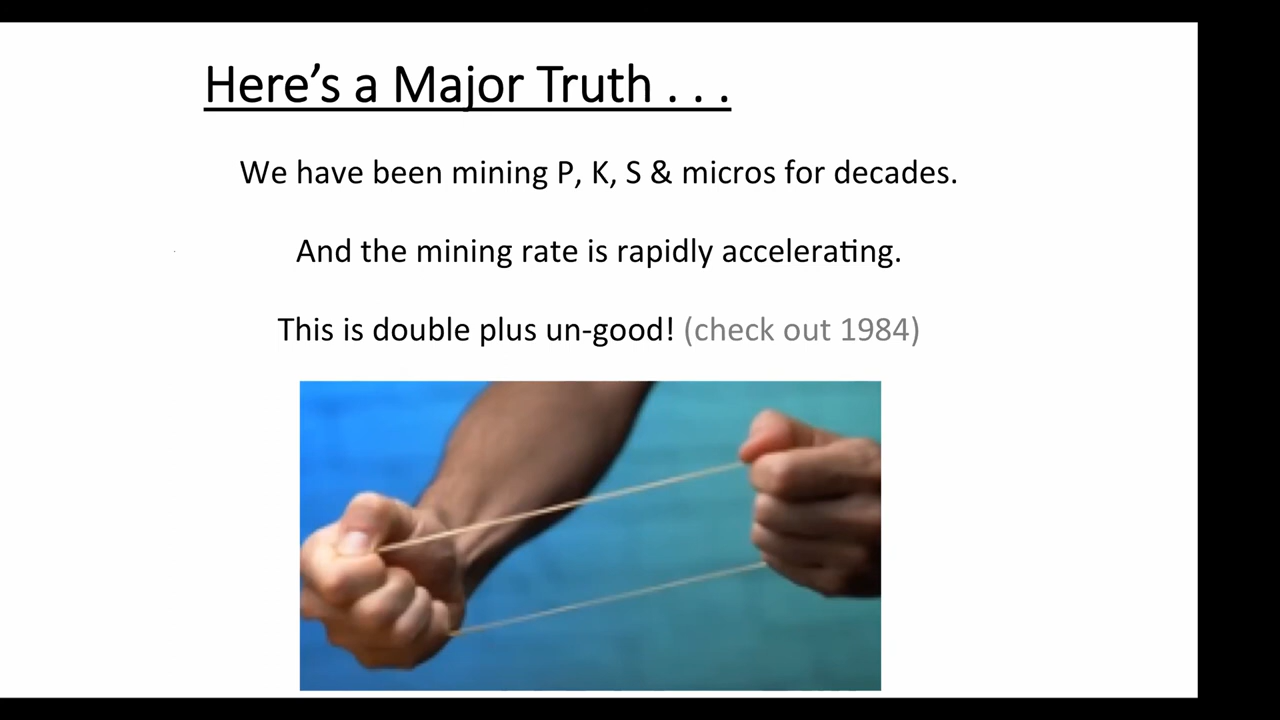 Here’s a Major Truth . . .
We have been mining P, K, S & micros for decades.
And the mining rate is rapidly accelerating.
This is double plus un-good! (check out 1984)